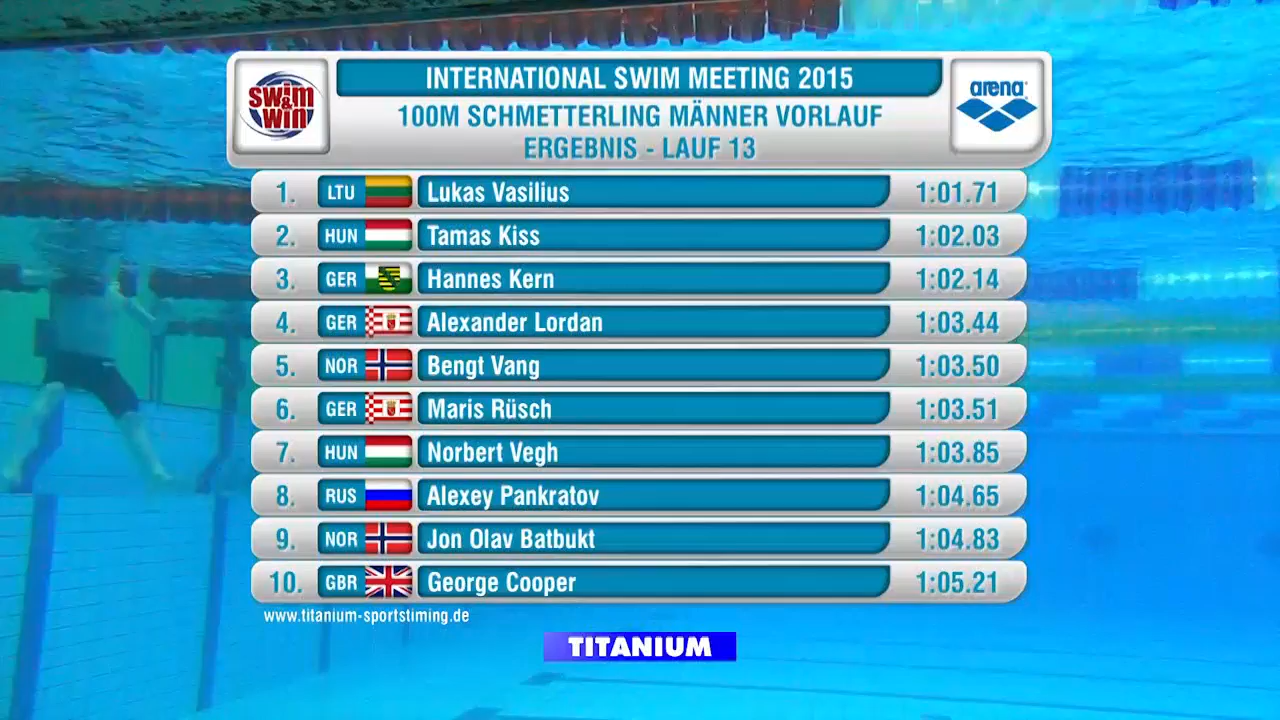 swim & win
INTERNATIONAL SWIM MEETING 2015
arena
100M SCHMETTERLING MÄNNER VORLAUF
ERGEBNIS - LAUF 13
1. LTU Lukas Vasilius 1:01.71
2. HUN Tamas Kiss 1:02.03
3. GER Hannes Kern 1:02.14
4. GER Alexander Lordan 1:03.44
5. NOR Bengt Vang 1:03.50
6. GER Maris Rüsch 1:03.51
7. HUN Norbert Vegh 1:03.85
8. RUS Alexey Pankratov 1:04.65
9. NOR Jon Olav Batbukt 1:04.83
10. GBR George Cooper 1:05.21
www.titanium-sportstiming.de
TITANIUM